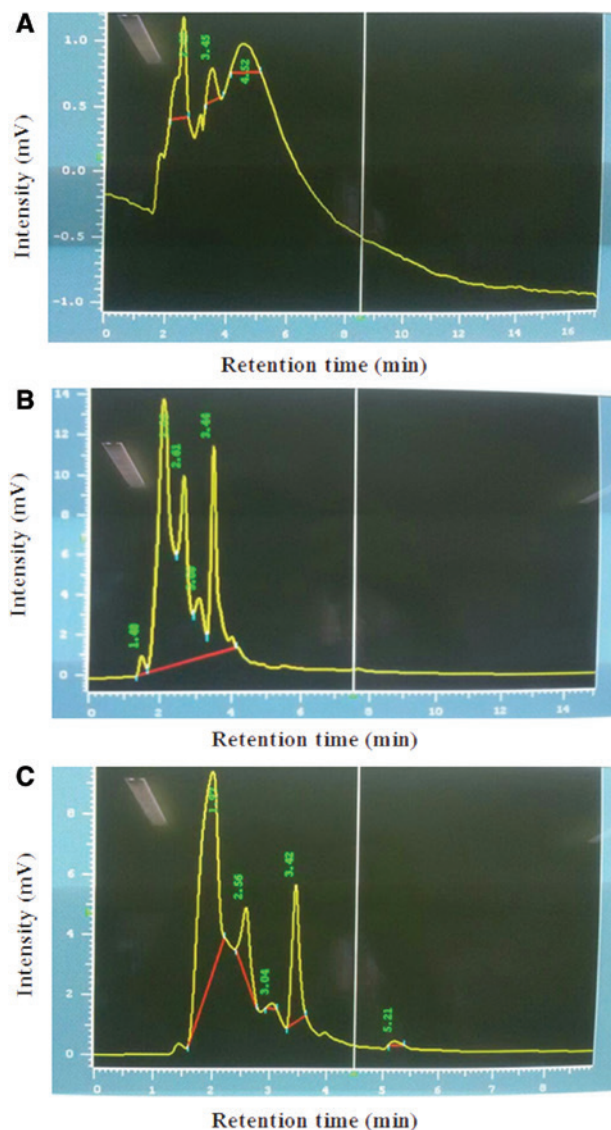 A
Intensity (mV)
1.0
0.5
0.0
-0.5
-1.0
3.45
4.52
0 2 4 6 10 12 14 16
Retention time (min)
B
Intensity (mV)
14
12
10
8
6
4
2
0
2.61
3.44
1.40
0 2 4 6 8 10 12 14
Retention time (min)
C
Intensity (mV)
8
6
4
2
0
2.56
3.04
3.42
5.21
0 1 2 3 4 5 6 7 8
Retention time (min)